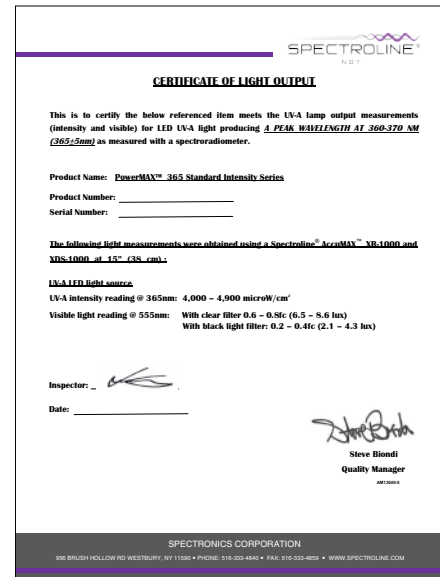 SPECTROLINE®
NDT
CERTIFICATE OF LIGHT OUTPUT
This is to certify the below referenced item meets the UV-A lamp output measurements
(intensity and visible) for LED UV-A light producing A PEAK WAVELENGTH AT 360-370 NM
(365±5nm) as measured with a spectroradiometer.
Product Name: PowerMAX™ 365 Standard Intensity Series
Product Number:
Serial Number:
The following light measurements were obtained using a Spectroline® AccuMAX™ XR-1000 and
XDS-1000 at 15" (38 cm) :
UV-A LED light source
UV-A intensity reading @ 365nm: 4,000 – 4,900 microW/cm²
Visible light reading @ 555nm: With clear filter 0.6 – 0.8fc (6.5 – 8.6 lux)
With black light filter: 0.2 – 0.4fc (2.1 – 4.3 lux)
Inspector:
Date:
Steve Biondi
Steve Biondi
Quality Manager
SPECTRONICS CORPORATION
956 BRUSH HOLLOW RD WESTBURY, NY 11590 • PHONE: 516-333-4840 • FAX: 516-333-4859 • WWW.SPECTROLINE.COM